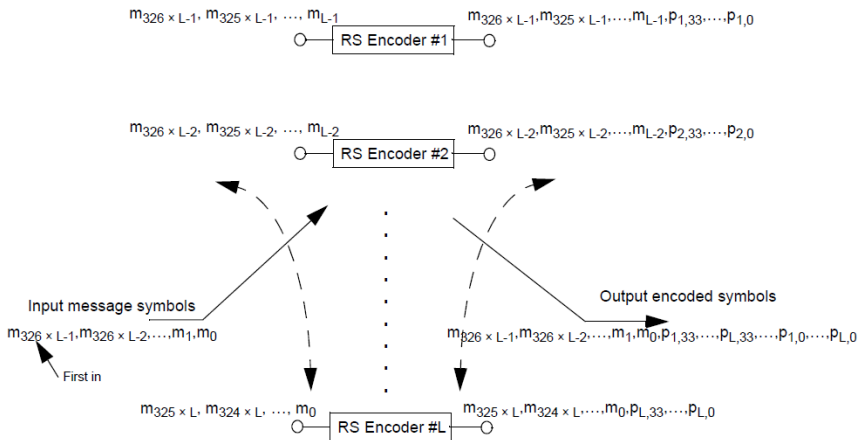 m326 × L-1, m325 × L-1, ..., mL-1
RS Encoder #1
m326 × L-1,m325 × L-1,...,mL-1,p1,33,...,p1,0
m326 × L-2, m325 × L-2, ..., mL-2
RS Encoder #2
m326 × L-2,m325 × L-2,...,mL-2,p2,33,...,p2,0
Input message symbols
m326 × L-1,m326 × L-2,...,m1,m0
First in
Output encoded symbols
m326 × L-1,m326 × L-2,...,m1,m0,p1,33,...,pL,33,...,p1,0,...,pL,0
m325 × L, m324 × L, ..., m0
RS Encoder #L
m325 × L,m324 × L,...,m0,pL,33,...,pL,0